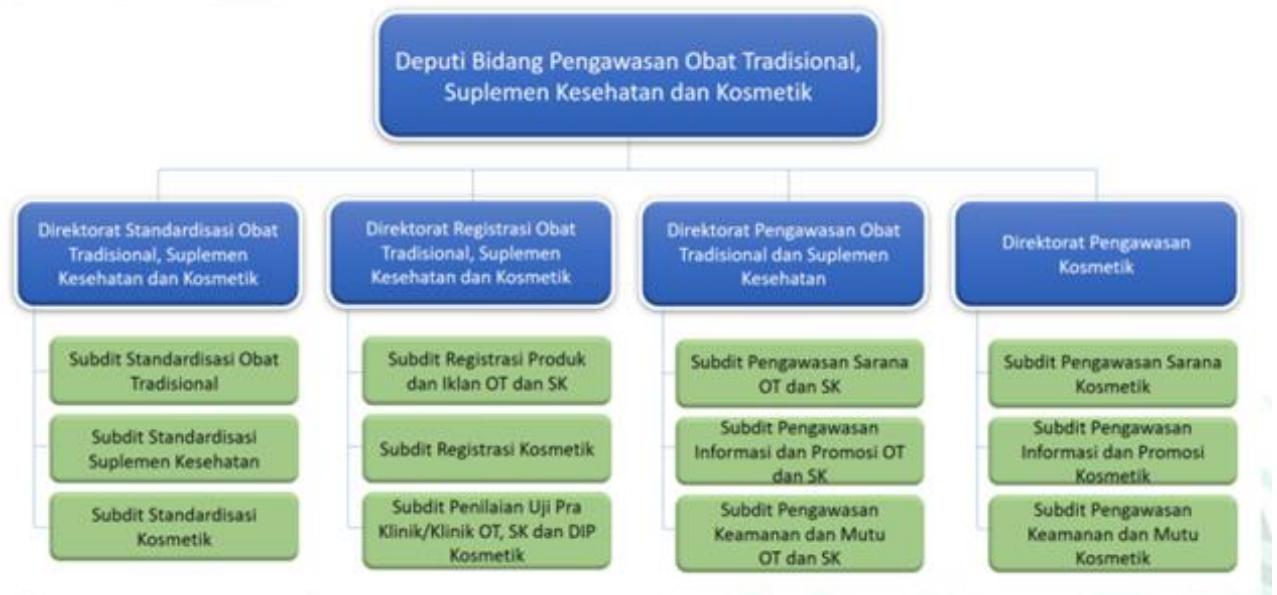 Deputi Bidang Pengawasan Obat Tradisional,
Suplemen Kesehatan dan Kosmetik
Direktorat Standardisasi Obat
Tradisional, Suplemen
Kesehatan dan Kosmetik
Direktorat Registrasi Obat
Tradisional, Suplemen
Kesehatan dan Kosmetik
Direktorat Pengawasan Obat
Tradisional dan Suplemen
Kesehatan
Direktorat Pengawasan
Kosmetik
Subdit Standardisasi Obat
Tradisional
Subdit Standardisasi
Suplemen Kesehatan
Subdit Standardisasi
Kosmetik
Subdit Registrasi Produk
dan Iklan OT dan SK
Subdit Registrasi Kosmetik
Subdit Penilaian Uji Pra
Klinik/Klinik OT, SK dan DIP
Kosmetik
Subdit Pengawasan Sarana
OT dan SK
Subdit Pengawasan
Informasi dan Promosi OT
dan SK
Subdit Pengawasan
Keamanan dan Mutu
OT dan SK
Subdit Pengawasan Sarana
Kosmetik
Subdit Pengawasan
Informasi dan Promosi
Kosmetik
Subdit Pengawasan
Keamanan dan Mutu
Kosmetik